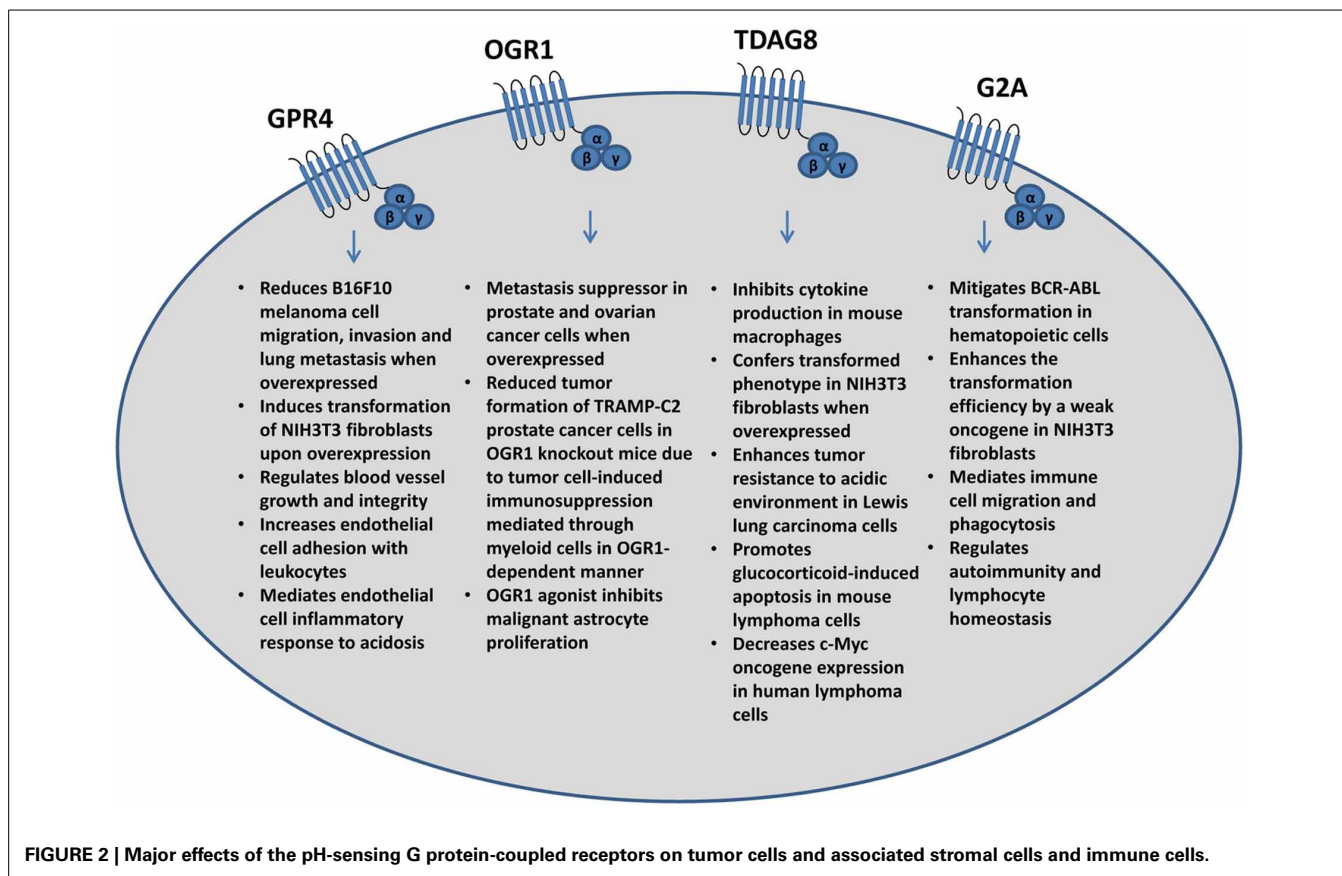 GPR4
OGR1
TDAG8
G2A
α
β γ
α
β γ
α
β γ
α
β γ
• Reduces B16F10
melanoma cell
migration, invasion and
lung metastasis when
overexpressed
• Induces transformation
of NIH3T3 fibroblasts
upon overexpression
• Regulates blood vessel
growth and integrity
• Increases endothelial
cell adhesion with
leukocytes
• Mediates endothelial
cell inflammatory
response to acidosis
• Metastasis suppressor in
prostate and ovarian
cancer cells when
overexpressed
• Reduced tumor
formation of TRAMP-C2
prostate cancer cells in
OGR1 knockout mice due
to tumor cell-induced
immunosuppression
mediated through
myeloid cells in OGR1-
dependent manner
• OGR1 agonist inhibits
malignant astrocyte
proliferation
• Inhibits cytokine
production in mouse
macrophages
• Confers transformed
phenotype in NIH3T3
fibroblasts when
overexpressed
• Enhances tumor
resistance to acidic
environment in Lewis
lung carcinoma cells
• Promotes
glucocorticoid-induced
apoptosis in mouse
lymphoma cells
• Decreases c-Myc
oncogene expression
in human lymphoma
cells
• Mitigates BCR-ABL
transformation in
hematopoietic cells
• Enhances the
transformation
efficiency by a weak
oncogene in NIH3T3
fibroblasts
• Mediates immune
cell migration and
phagocytosis
• Regulates
autoimmunity and
lymphocyte
homeostasis
FIGURE 2 | Major effects of the pH-sensing G protein-coupled receptors on tumor cells and associated stromal cells and immune cells.